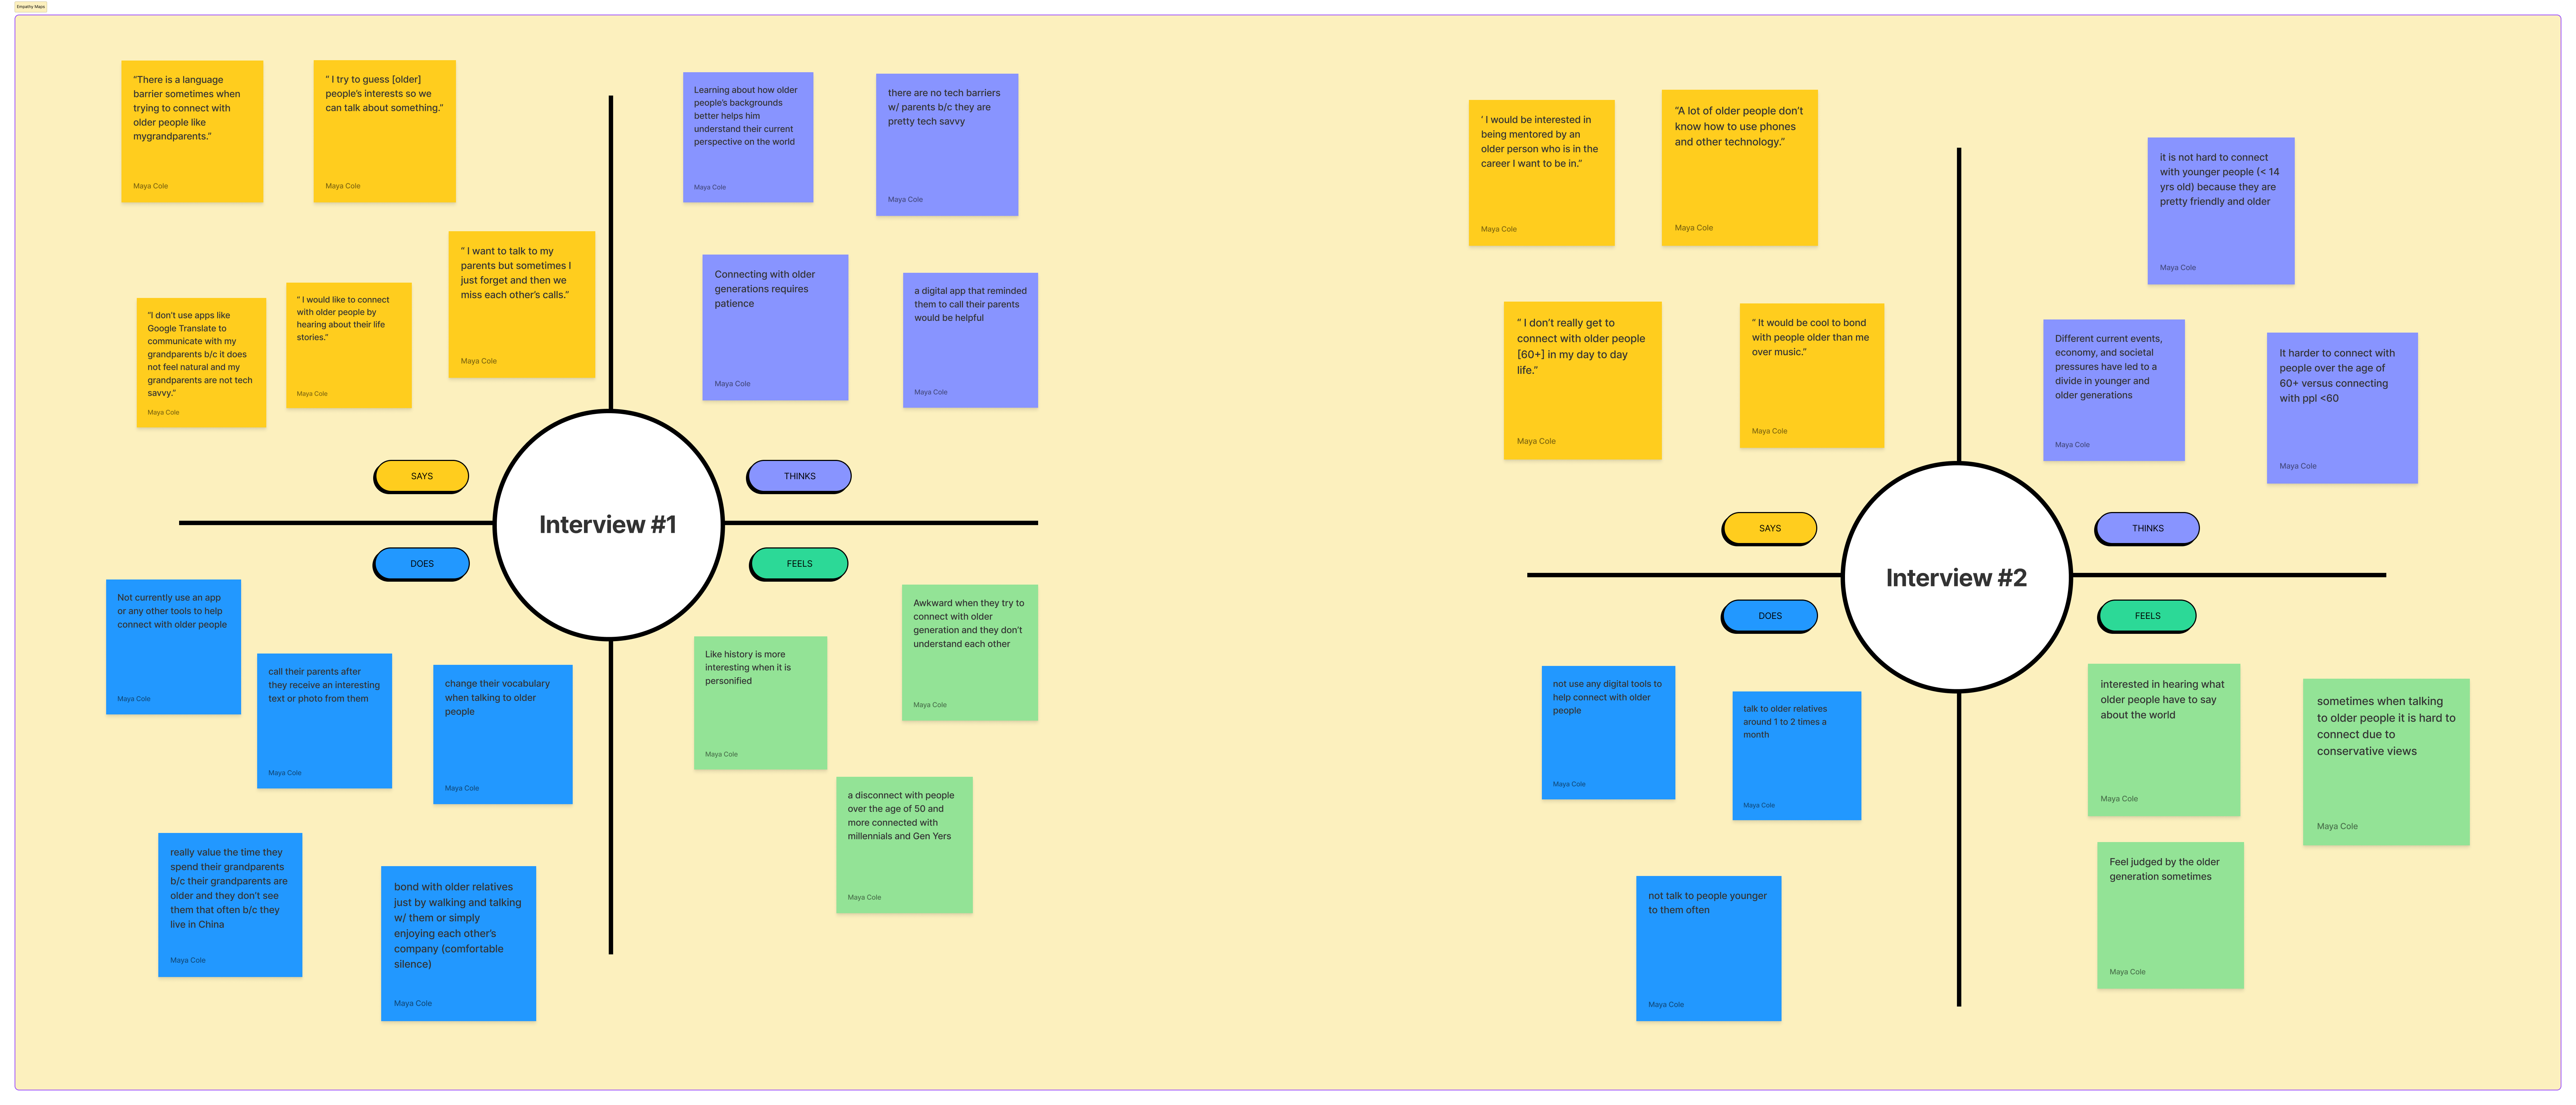 Empathy Maps
“There is a language
barrier sometimes when
trying to connect with
older people like
mygrandparents.”
Maya Cole
“ I try to guess [older]
people’s interests so we
can talk about something.”
Maya Cole
“ I want to talk to my
parents but sometimes I
just forget and then we
miss each other’s calls.”
Maya Cole
“I don’t use apps like
Google Translate to
communicate with my
grandparents b/c it does
not feel natural and my
grandparents are not tech
savvy.”
Maya Cole
“ I would like to connect
with older people by
hearing about their life
stories.”
Maya Cole
SAYS
Learning about how older
people’s backgrounds
better helps him
understand their current
perspective on the world
Maya Cole
there are no tech barriers
w/ parents b/c they are
pretty tech savvy
Maya Cole
Connecting with older
generations requires
patience
Maya Cole
a digital app that reminded
them to call their parents
would be helpful
Maya Cole
THINKS
Interview #1
DOES
Not currently use an app
or any other tools to help
connect with older people
Maya Cole
call their parents after
they receive an interesting
text or photo from them
Maya Cole
change their vocabulary
when talking to older
people
Maya Cole
really value the time they
spend their grandparents
b/c their grandparents are
older and they don’t see
them that often b/c they
live in China
Maya Cole
bond with older relatives
just by walking and talking
w/ them or simply
enjoying each other’s
company (comfortable
silence)
Maya Cole
FEELS
Awkward when they try to
connect with older
generation and they don’t
understand each other
Maya Cole
Like history is more
interesting when it is
personified
Maya Cole
a disconnect with people
over the age of 50 and
more connected with
millennials and Gen Yers
Maya Cole
‘ I would be interested in
being mentored by an
older person who is in the
career I want to be in.”
Maya Cole
“A lot of older people don’t
know how to use phones
and other technology.”
Maya Cole
“ I don’t really get to
connect with older people
[60+] in my day to day
life.”
Maya Cole
“ It would be cool to bond
with people older than me
over music.”
Maya Cole
SAYS
it is not hard to connect
with younger people (< 14
yrs old) because they are
pretty friendly and older
Maya Cole
Different current events,
economy, and societal
pressures have led to a
divide in younger and
older generations
Maya Cole
It harder to connect with
people over the age of
60+ versus connecting
with ppl <60
Maya Cole
THINKS
Interview #2
DOES
not use any digital tools to
help connect with older
people
Maya Cole
talk to older relatives
around 1 to 2 times a
month
Maya Cole
not talk to people younger
to them often
Maya Cole
FEELS
interested in hearing what
older people have to say
about the world
Maya Cole
sometimes when talking
to older people it is hard to
connect due to
conservative views
Maya Cole
Feel judged by the older
generation sometimes
Maya Cole